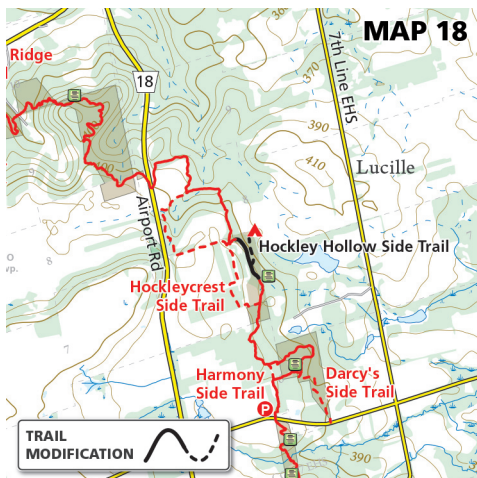 MAP 18
Ridge
18
7th Line EHS
370
390
410
Lucille
400
Airport Rd
Hockley Hollow Side Trail
Hockleycrest
Side Trail
Harmony
Side Trail
Darcy's
Side Trail
P
TRAIL
MODIFICATION
390